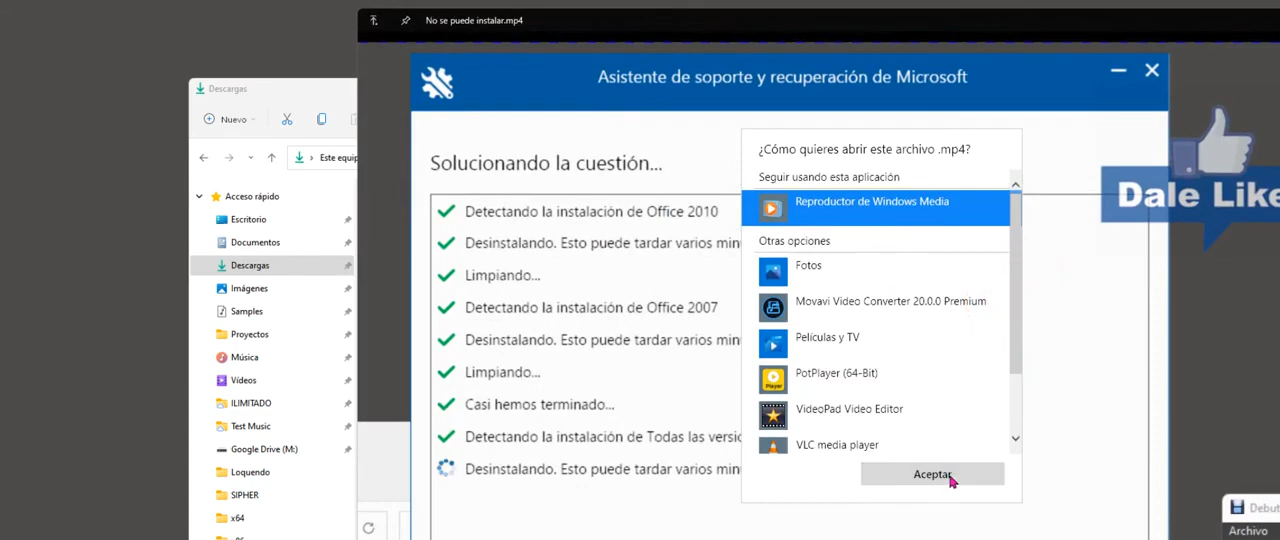 No se puede instalar.mp4
Asistente de soporte y recuperación de Microsoft
Descargas
Nuevo
Este equip
Acceso rápido
Escritorio
Documentos
Descargas
Imágenes
Samples
Proyectos
Música
Vídeos
ILIMITADO
Test Music
Google Drive (M:)
Loquendo
SIPHER
x64
Solucionando la cuestión...
Detectando la instalación de Office 2010
Desinstalando. Esto puede tardar varios min
Limpiando...
Detectando la instalación de Office 2007
Desinstalando. Esto puede tardar varios min
Limpiando...
Casi hemos terminado...
Detectando la instalación de Todas las versio
Desinstalando. Esto puede tardar varios min
¿Cómo quieres abrir este archivo .mp4?
Seguir usando esta aplicación
Reproductor de Windows Media
Otras opciones
Fotos
Movavi Video Converter 20.0.0 Premium
Películas y TV
PotPlayer (64-Bit)
VideoPad Video Editor
VLC media player
Aceptar
Dale Like
Debut
Archivo